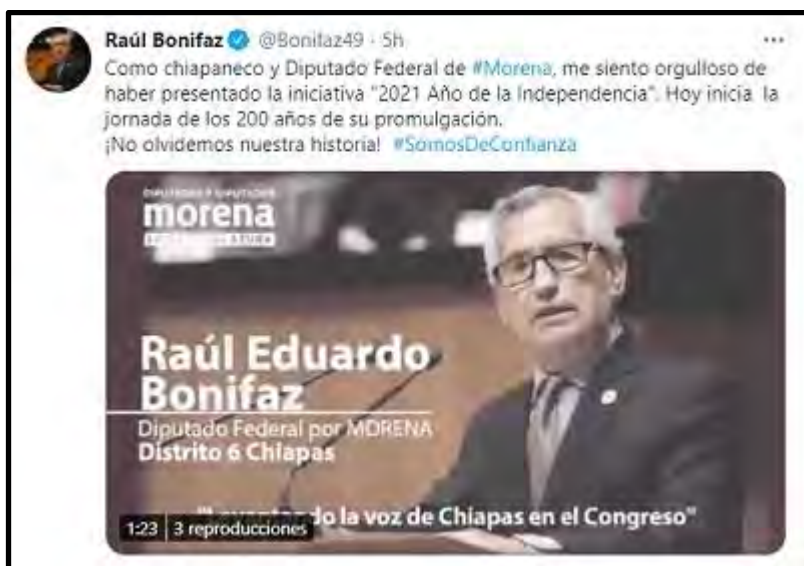 Raúl Bonifaz @Bonifaz49 · 5h
Como chiapaneco y Diputado Federal de #Morena, me siento orgulloso de
haber presentado la iniciativa "2021 Año de la Independencia". Hoy inicia la
jornada de los 200 años de su promulgación.
¡No olvidemos nuestra historia! #SomosDeConfianza
morena
Raúl Eduardo
Bonifaz
Diputado Federal por MORENA
Distrito 6 Chiapas
do la voz de Chiapas en el Congreso"
1:23 3 reproducciones